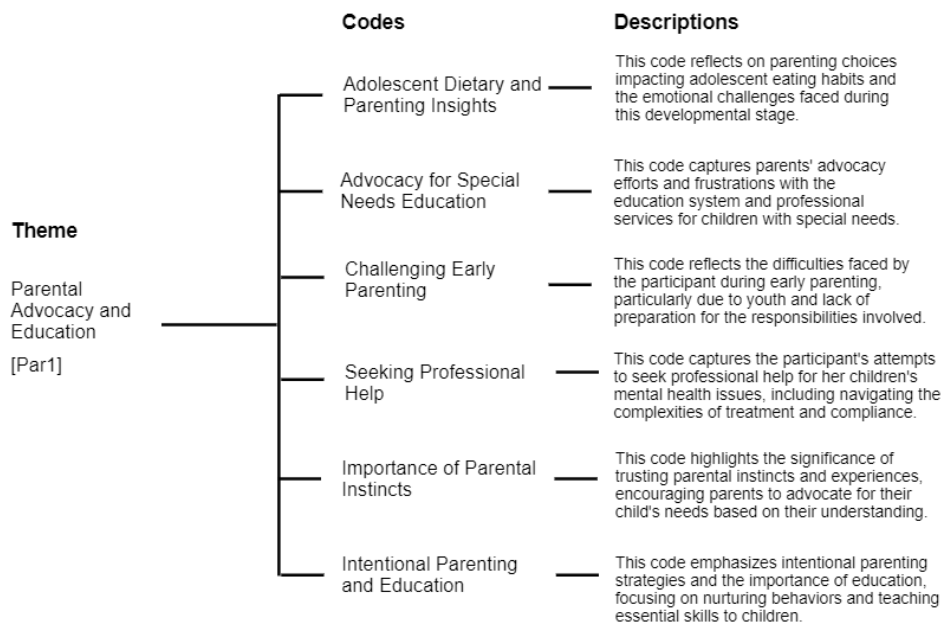 Codes
Descriptions
Adolescent Dietary and
Parenting Insights
This code reflects on parenting choices
impacting adolescent eating habits and
the emotional challenges faced during
this developmental stage.
Advocacy for Special
Needs Education
This code captures parents' advocacy
efforts and frustrations with the
education system and professional
services for children with special needs.
Theme
Parental
Advocacy and
Education
[Par1]
Challenging Early
Parenting
This code reflects the difficulties faced by
the participant during early parenting,
particularly due to youth and lack of
preparation for the responsibilities involved.
Seeking Professional
Help
This code captures the participant's attempts
to seek professional help for her children's
mental health issues, including navigating the
complexities of treatment and compliance.
Importance of Parental
Instincts
This code highlights the significance of
trusting parental instincts and experiences,
encouraging parents to advocate for their
child's needs based on their understanding.
Intentional Parenting
and Education
This code emphasizes intentional parenting
strategies and the importance of education,
focusing on nurturing behaviors and teaching
essential skills to children.